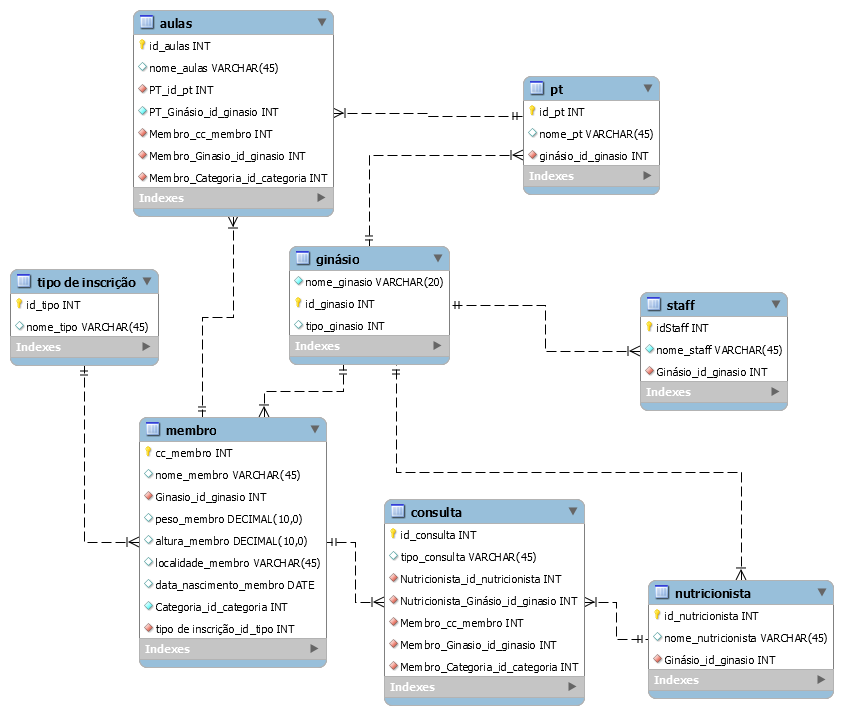 aulas
id_aulas INT
nome_aulas VARCHAR(45)
PT_id_pt INT
PT_Ginásio_id_ginasio INT
Membro_cc_membro INT
Membro_Ginasio_id_ginasio INT
Membro_Categoria_id_categoria INT
Indexes
pt
id_pt INT
nome_pt VARCHAR(45)
ginásio_id_ginasio INT
Indexes
tipo de inscrição
id_tipo INT
nome_tipo VARCHAR(45)
Indexes
ginásio
nome_ginasio VARCHAR(20)
id_ginasio INT
tipo_ginasio INT
Indexes
staff
idStaff INT
nome_staff VARCHAR(45)
Ginásio_id_ginasio INT
Indexes
membro
cc_membro INT
nome_membro VARCHAR(45)
Ginasio_id_ginasio INT
peso_membro DECIMAL(10,0)
altura_membro DECIMAL(10,0)
localidade_membro VARCHAR(45)
data_nascimento_membro DATE
Categoria_id_categoria INT
tipo de inscrição_id_tipo INT
Indexes
consulta
id_consulta INT
tipo_consulta VARCHAR(45)
Nutricionista_id_nutricionista INT
Nutricionista_Ginásio_id_ginasio INT
Membro_cc_membro INT
Membro_Ginasio_id_ginasio INT
Membro_Categoria_id_categoria INT
Indexes
nutricionista
id_nutricionista INT
nome_nutricionista VARCHAR(45)
Ginásio_id_ginasio INT
Indexes